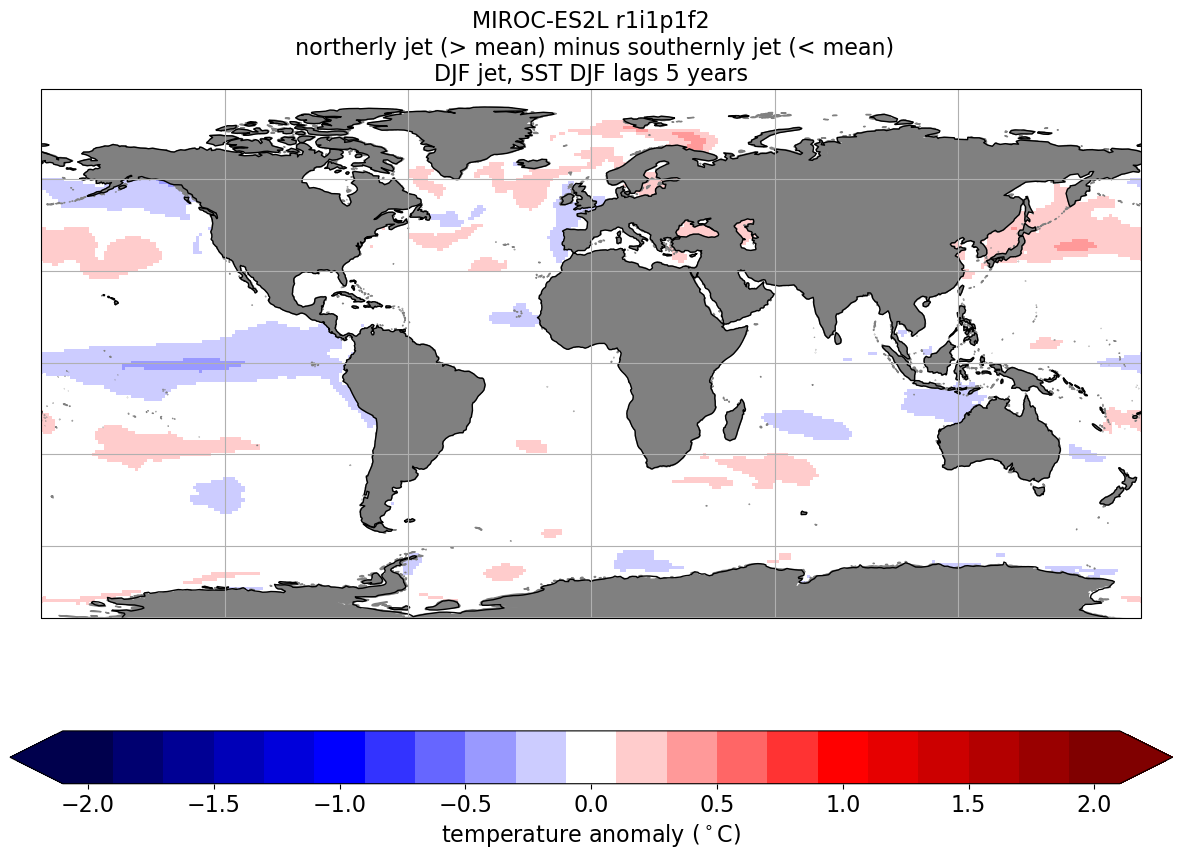 MIROC-ES2L r1i1p1f2
northerly jet (> mean) minus southernly jet (< mean)
DJF jet, SST DJF lags 5 years
−2.0 −1.5 −1.0 −0.5 0.0 0.5 1.0 1.5 2.0
temperature anomaly (°C)